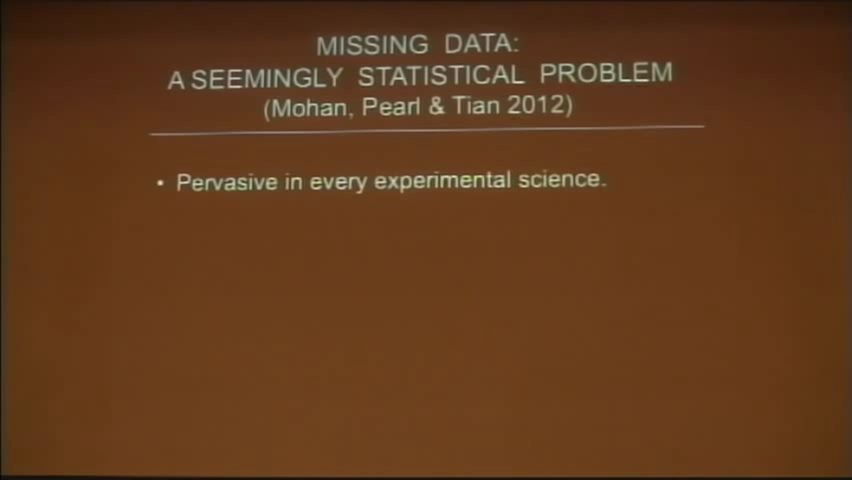 MISSING DATA:
A SEEMINGLY STATISTICAL PROBLEM
(Mohan, Pearl & Tian 2012)
• Pervasive in every experimental science.